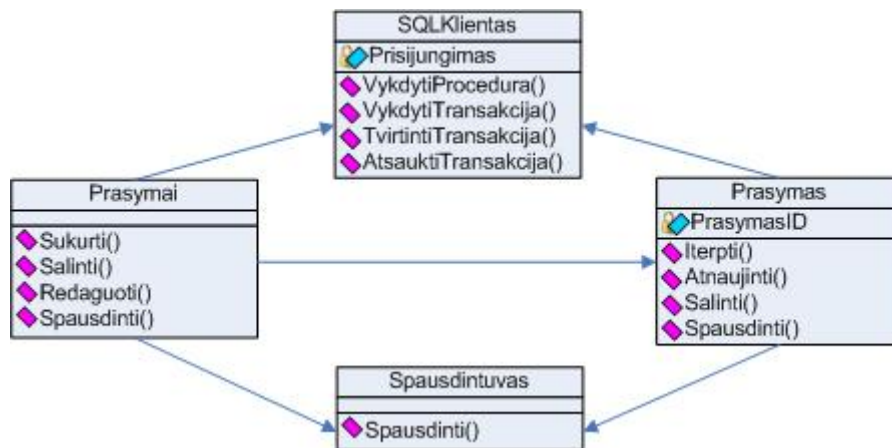 SQLKlientas
Prisijungimas
VykdytiProcedura()
VykdytiTransakcija()
TvirtintiTransakcija()
AtsauktiTransakcija()
Prasymai
Sukurti()
Salinti()
Redaguoti()
Spausdinti()
Prasymas
PrasymasID
Iterpti()
Atnaujinti()
Salinti()
Spausdinti()
Spausdintuvas
Spausdinti()